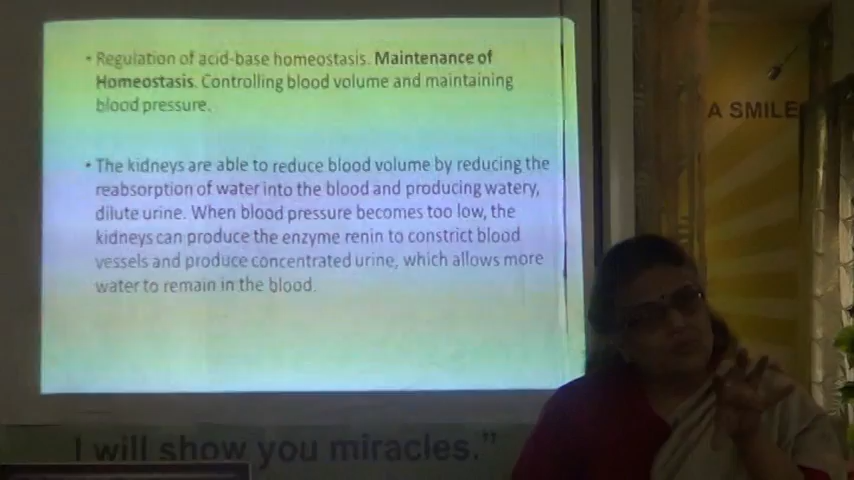 • Regulation of acid-base homeostasis. Maintenance of
Homeostasis. Controlling blood volume and maintaining
blood pressure.
• The kidneys are able to reduce blood volume by reducing the
reabsorption of water into the blood and producing watery,
dilute urine. When blood pressure becomes too low, the
kidneys can produce the enzyme renin to constrict blood
vessels and produce concentrated urine, which allows more
water to remain in the blood.
A SMILE
I will show you miracles.”